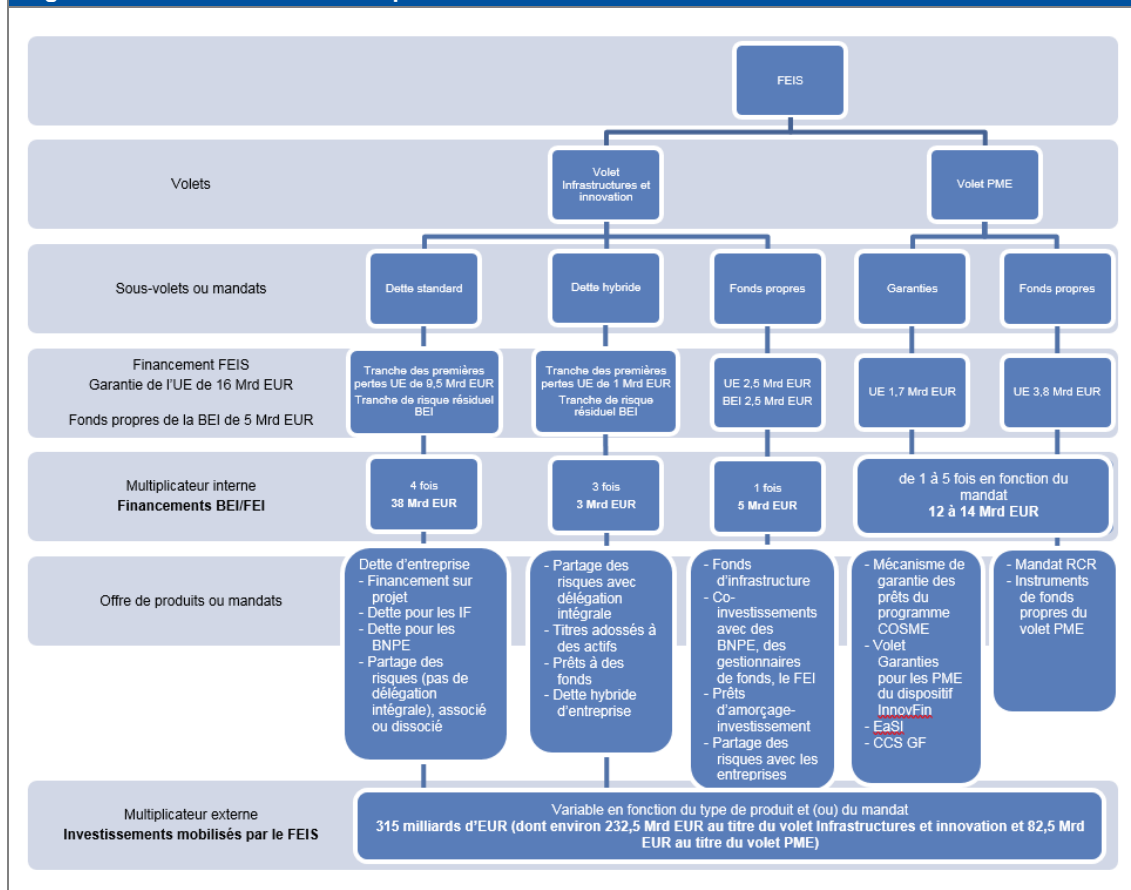 FEIS
Volets
Volet
Infrastructures et
innovation
Volet PME
Sous-volets ou mandats
Dette standard
Dette hybride
Fonds propres
Garanties
Fonds propres
Financement FEIS
Garantie de l'UE de 16 Mrd EUR
Fonds propres de la BEI de 5 Mrd EUR
Tranche des premières
pertes UE de 9,5 Mrd EUR
Tranche de risque résiduel
BEI
Tranche des premières
pertes UE de 1 Mrd EUR
Tranche de risque
résiduel BEI
UE 2,5 Mrd EUR
BEI 2,5 Mrd EUR
UE 1,7 Mrd EUR
UE 3,8 Mrd EUR
Multiplicateur interne
Financements BEI/FEI
4 fois
38 Mrd EUR
3 fois
3 Mrd EUR
1 fois
5 Mrd EUR
de 1 à 5 fois en fonction du
mandat
12 à 14 Mrd EUR
Offre de produits ou mandats
Dette d'entreprise
- Financement sur
projet
- Dette pour les IF
- Dette pour les
BNPE
- Partage des
risques (pas de
délégation
intégrale), associé
ou dissocié
- Partage des
risques avec
délégation
intégrale
- Titres adossés à
des actifs
- Prêts à des
fonds
- Dette hybride
d'entreprise
- Fonds
d'infrastructure
- Co-
investissements
avec des
BNPE, des
gestionnaires
de fonds, le FEI
- Prêts
d'amorçage-
investissement
- Partage des
risques avec les
entreprises
- Mécanisme de
garantie des
prêts du
programme
COSME
- Volet
Garanties
pour les PME
du dispositif
InnovFin
- EaSI
- CCS GF
- Mandat RCR
- Instruments
de fonds
propres du
volet PME
Multiplicateur externe
Investissements mobilisés par le FEIS
Variable en fonction du type de produit et (ou) du mandat
315 milliards d'EUR (dont environ 232,5 Mrd EUR au titre du volet Infrastructures et innovation et 82,5 Mrd
EUR au titre du volet PME)